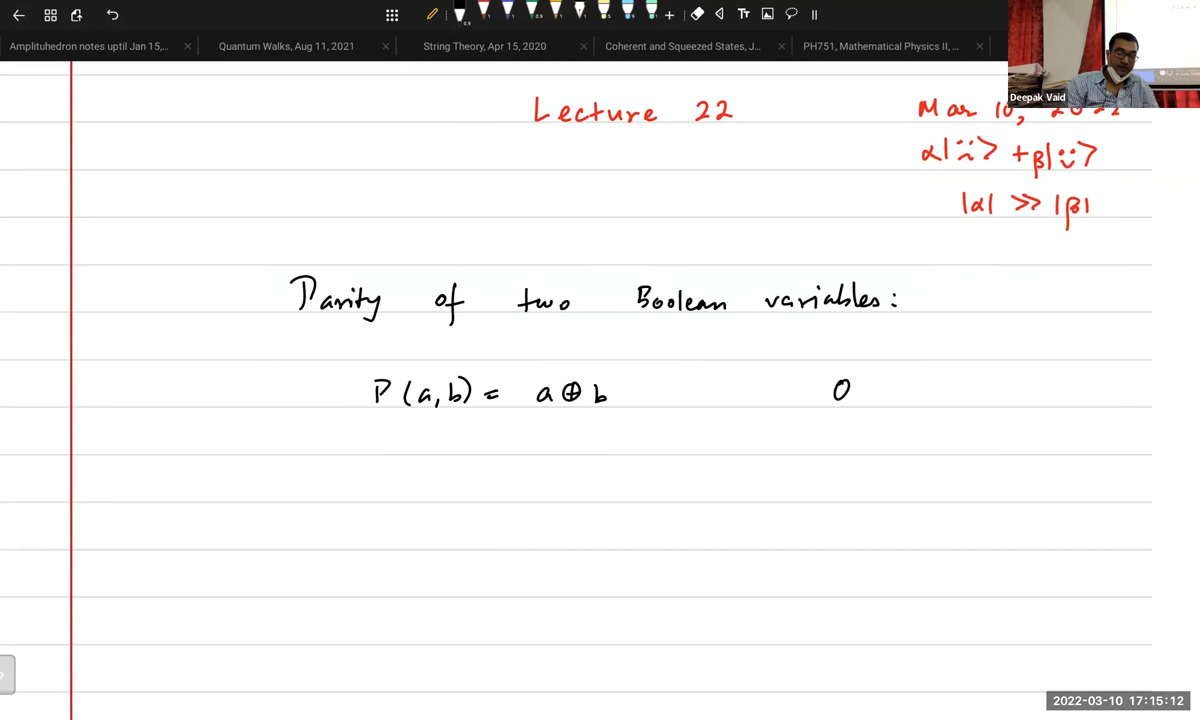 Amplituhedron notes uptil Jan 15,... × Quantum Walks, Aug 11, 2021 × String Theory, Apr 15, 2020 × Coherent and Squeezed States, J... × PH751, Mathematical Physics II, ... ×
Deepak Vaid
Lecture 22 Mar 10,
α|☹> + β|☺>
|α| >> |β|
Parity of two Boolean variables:
P(a,b) = a ⊕ b 0
2022-03-10 17:15:12